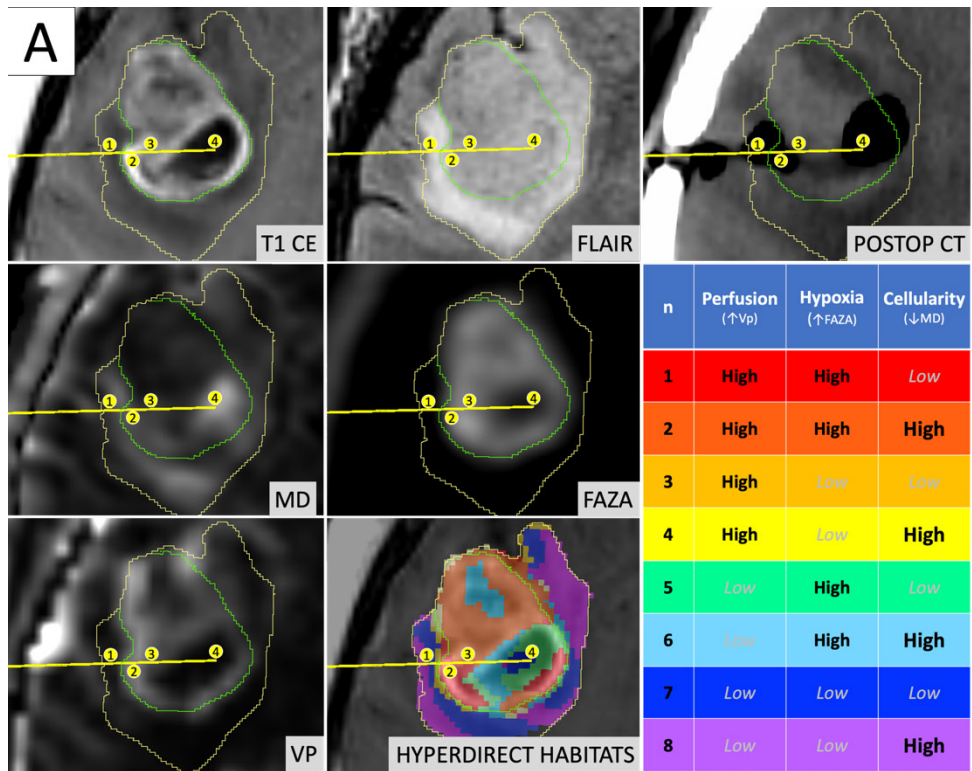 A
1 2 3 4
T1 CE
1 2 3 4
FLAIR
1 2 3 4
POSTOP CT
1 2 3 4
MD
1 2 3 4
FAZA
1 2 3 4
VP
1 2 3 4
HYPERDIRECT HABITATS
n Perfusion (↑Vp) Hypoxia (↑FAZA) Cellularity (↓MD)
1 High High Low
2 High High High
3 High Low Low
4 High Low High
5 Low High Low
6 Low High High
7 Low Low Low
8 Low Low High